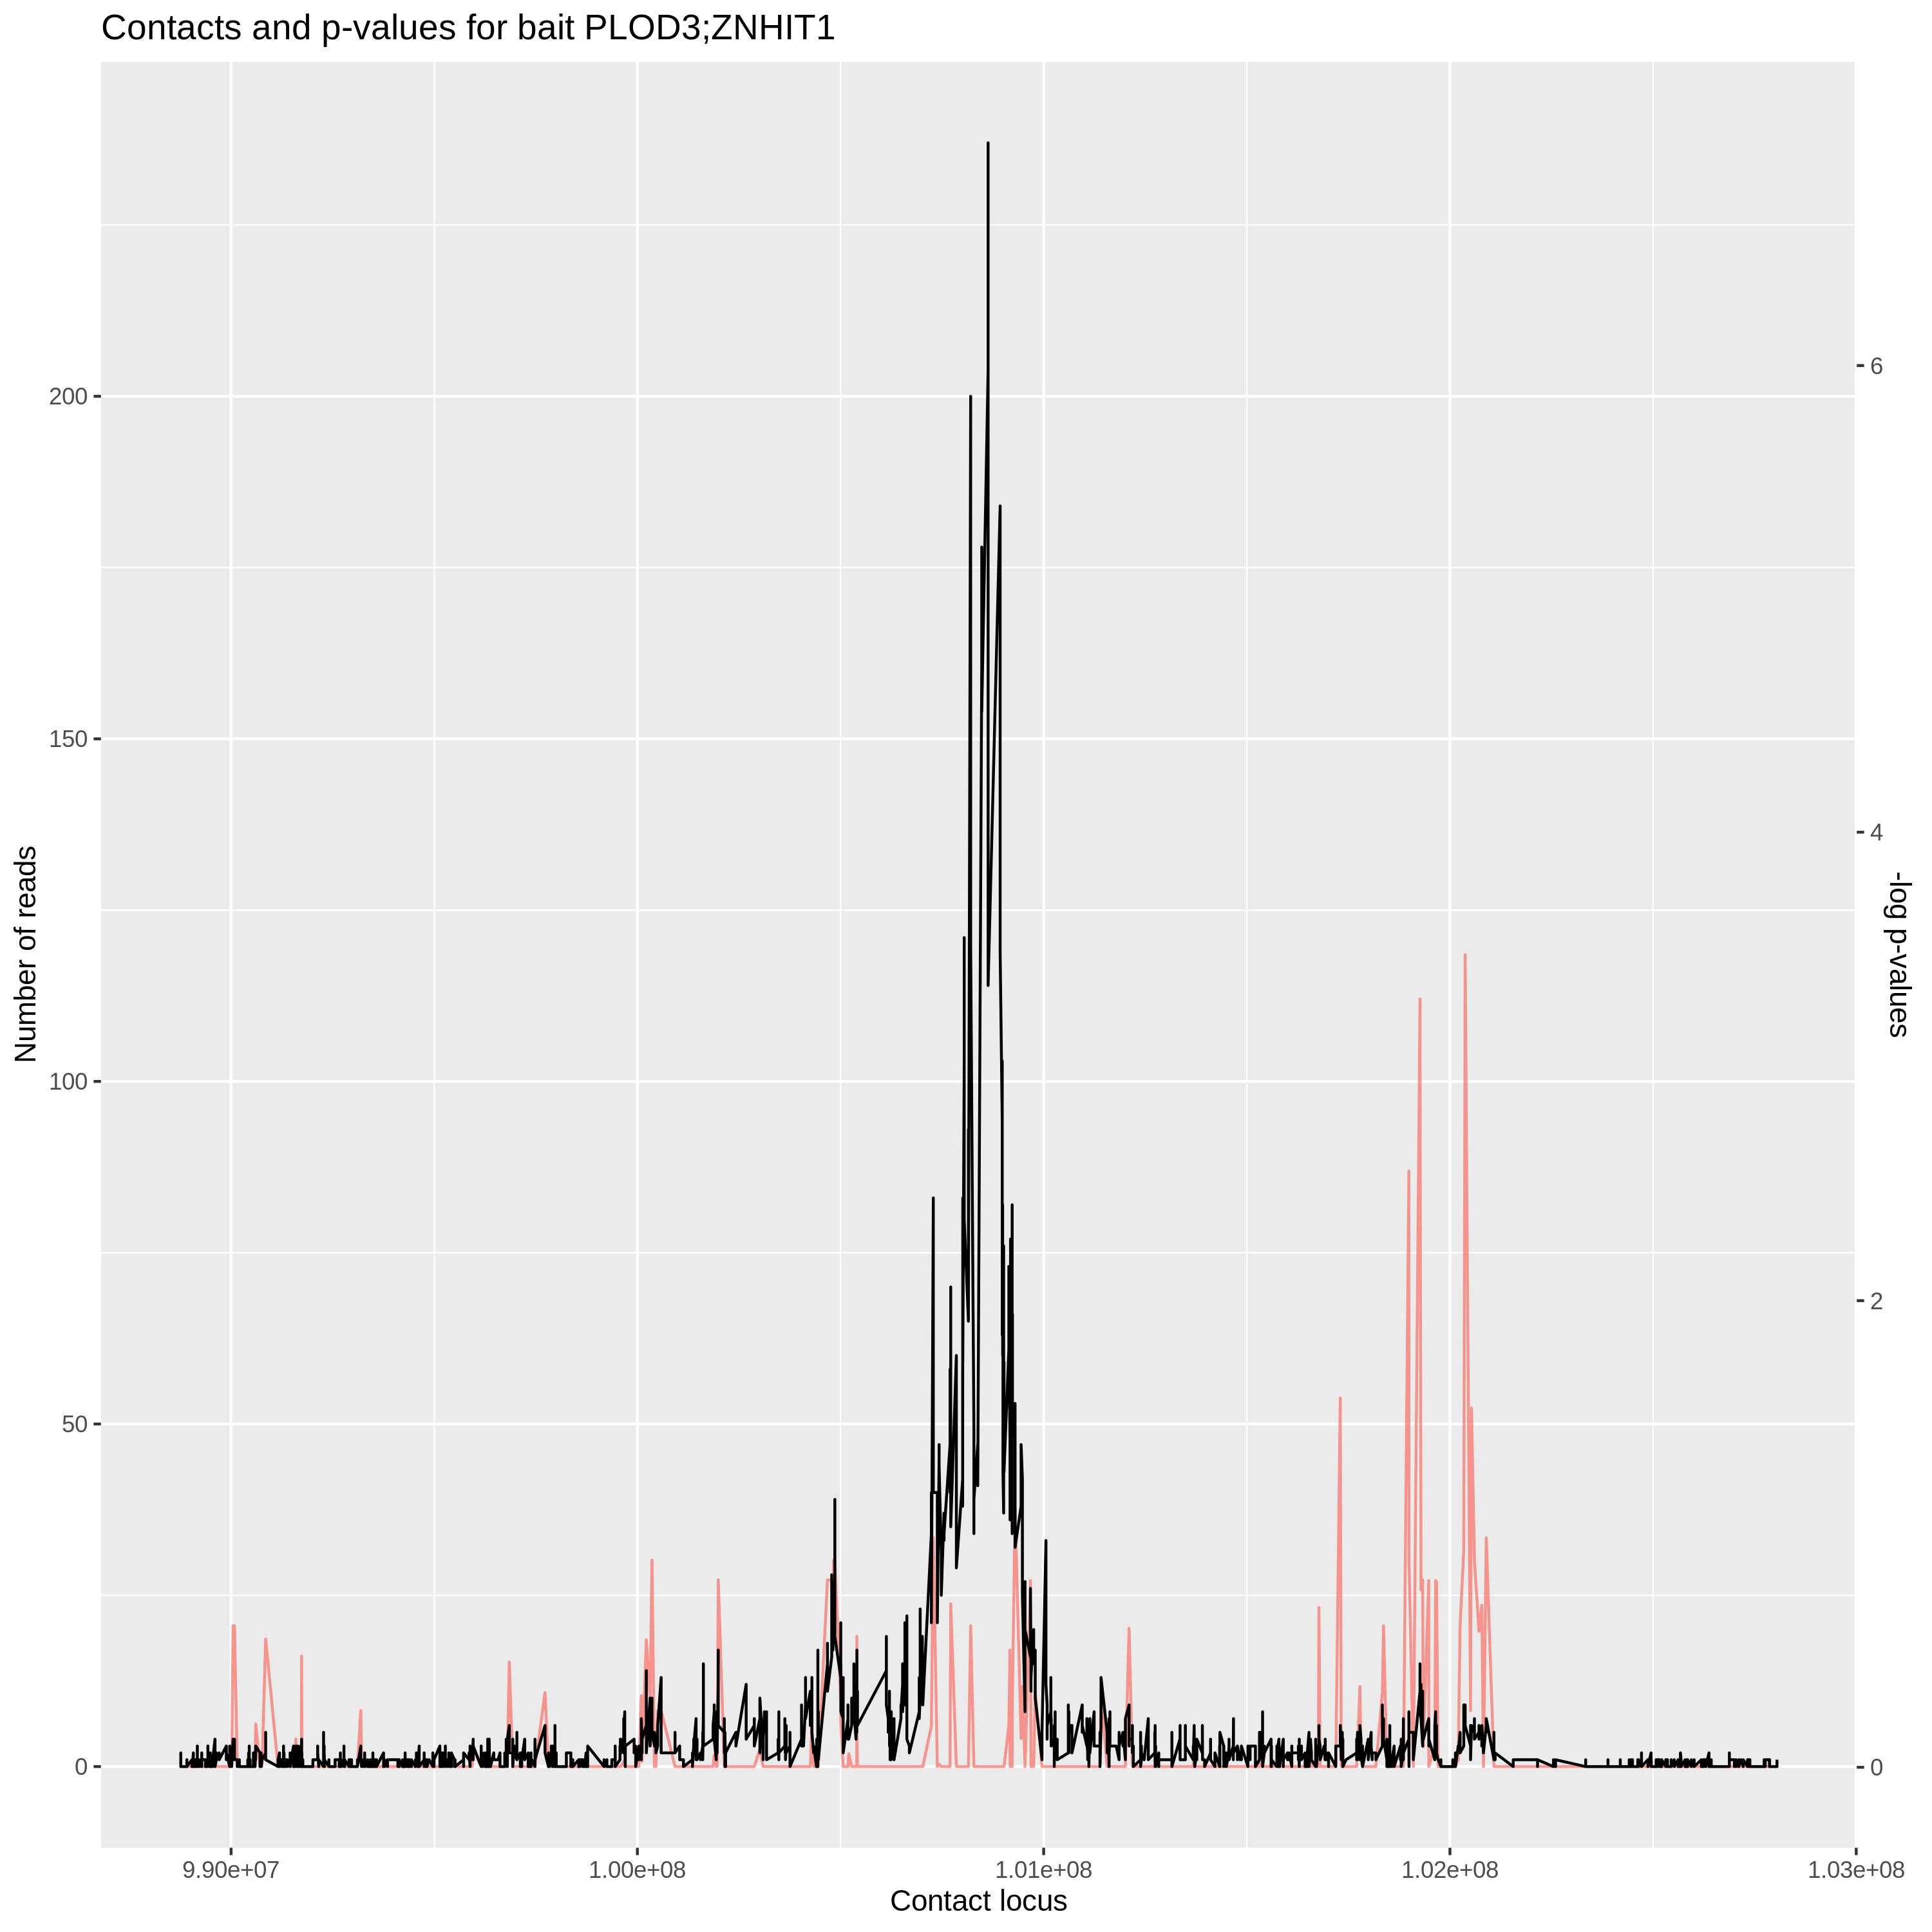 Contacts and p-values for bait PLOD3;ZNHIT1
Number of reads
200
150
100
50
0
6
4
2
0
-log p-values
9.90e+07
1.00e+08
1.01e+08
1.02e+08
1.03e+08
Contact locus